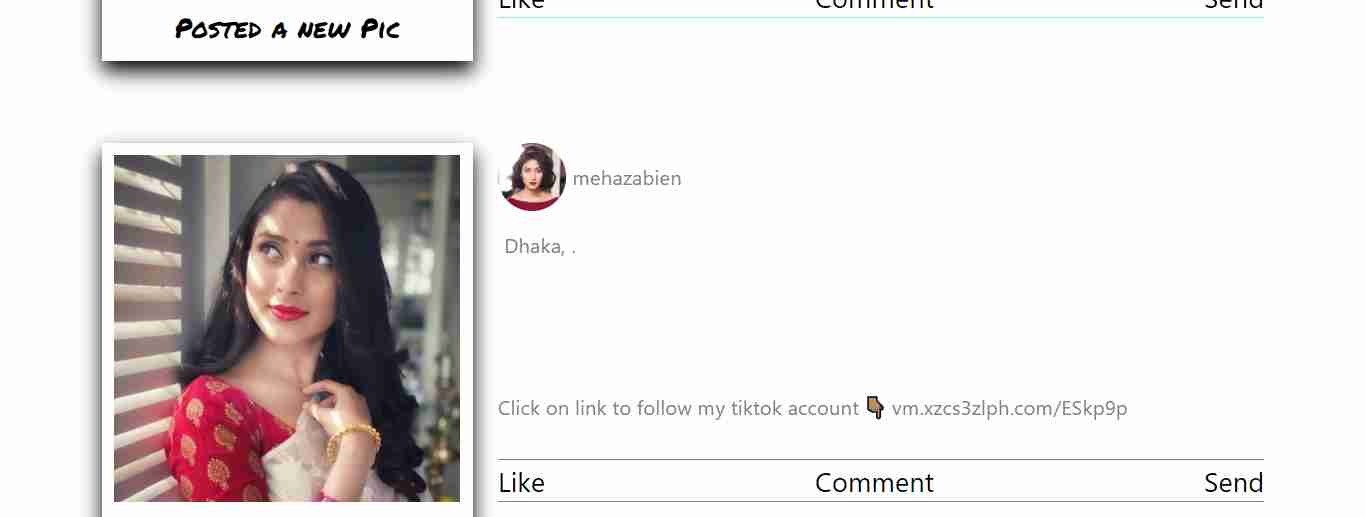 Posted a new Pic
Like Comment Send
mehazabien
Dhaka, .
Click on link to follow my tiktok account 👇🏾 vm.xzcs3zlph.com/ESkp9p
Like Comment Send